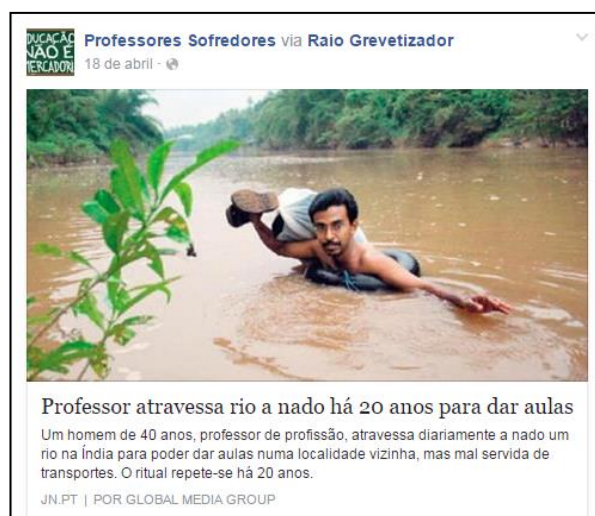 EDUCAÇÃO
NÃO É
MERCADORI
Professores Sofredores via Raio Grevetizador
18 de abril ·
Professor atravessa rio a nado há 20 anos para dar aulas
Um homem de 40 anos, professor de profissão, atravessa diariamente a nado um
rio na Índia para poder dar aulas numa localidade vizinha, mas mal servida de
transportes. O ritual repete-se há 20 anos.
JN.PT | POR GLOBAL MEDIA GROUP